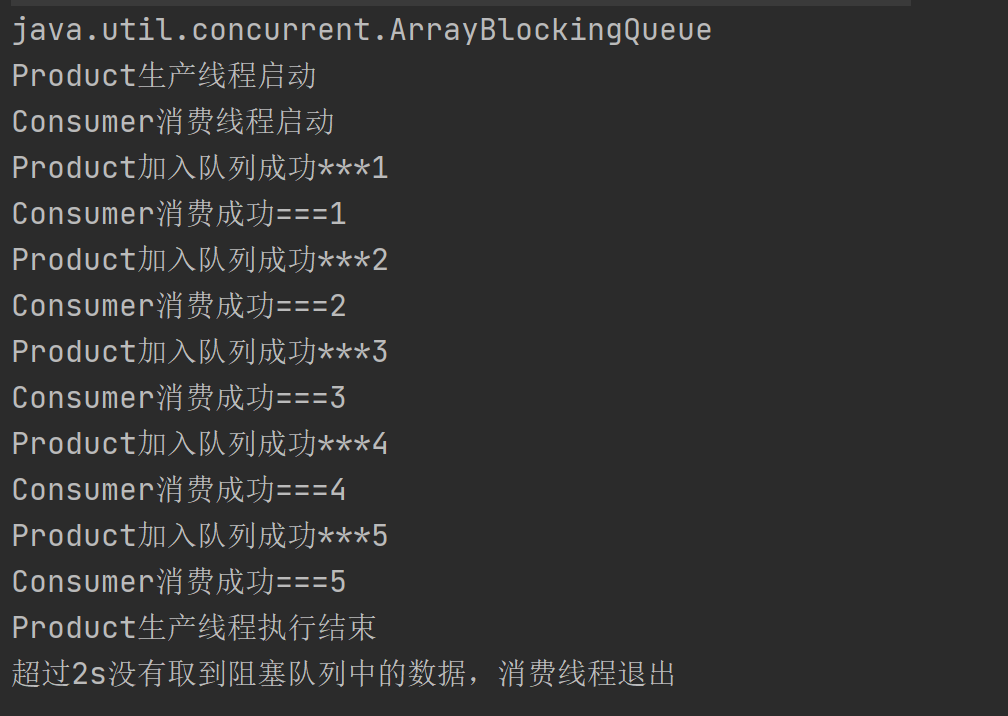 java.util.concurrent.ArrayBlockingQueue
Product生产线程启动
Consumer消费线程启动
Product加入队列成功***1
Consumer消费成功===1
Product加入队列成功***2
Consumer消费成功===2
Product加入队列成功***3
Consumer消费成功===3
Product加入队列成功***4
Consumer消费成功===4
Product加入队列成功***5
Consumer消费成功===5
Product生产线程执行结束
超过2s没有取到阻塞队列中的数据，消费线程退出